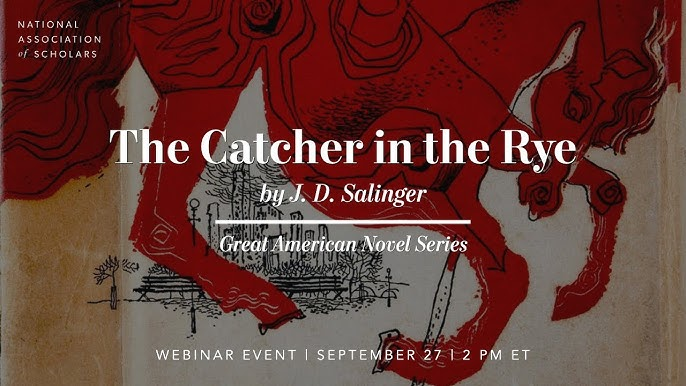 NATIONAL
ASSOCIATION
of SCHOLARS
The Catcher in the Rye
by J. D. Salinger
Great American Novel Series
WEBINAR EVENT | SEPTEMBER 27 | 2 PM ET